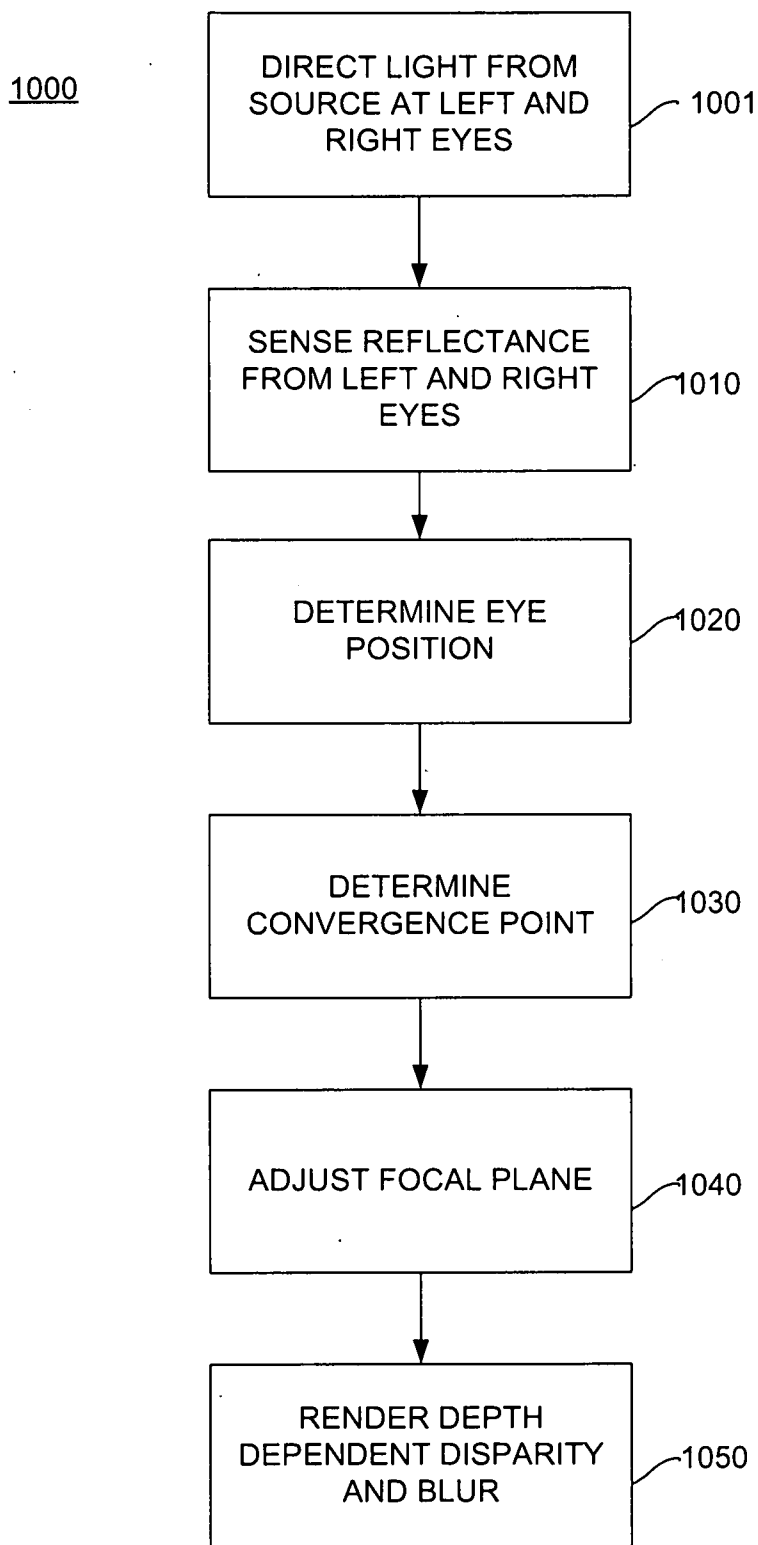 1000
DIRECT LIGHT FROM
SOURCE AT LEFT AND
RIGHT EYES
1001
SENSE REFLECTANCE
FROM LEFT AND RIGHT
EYES
1010
DETERMINE EYE
POSITION
1020
DETERMINE
CONVERGENCE POINT
1030
ADJUST FOCAL PLANE
1040
RENDER DEPTH
DEPENDENT DISPARITY
AND BLUR
1050